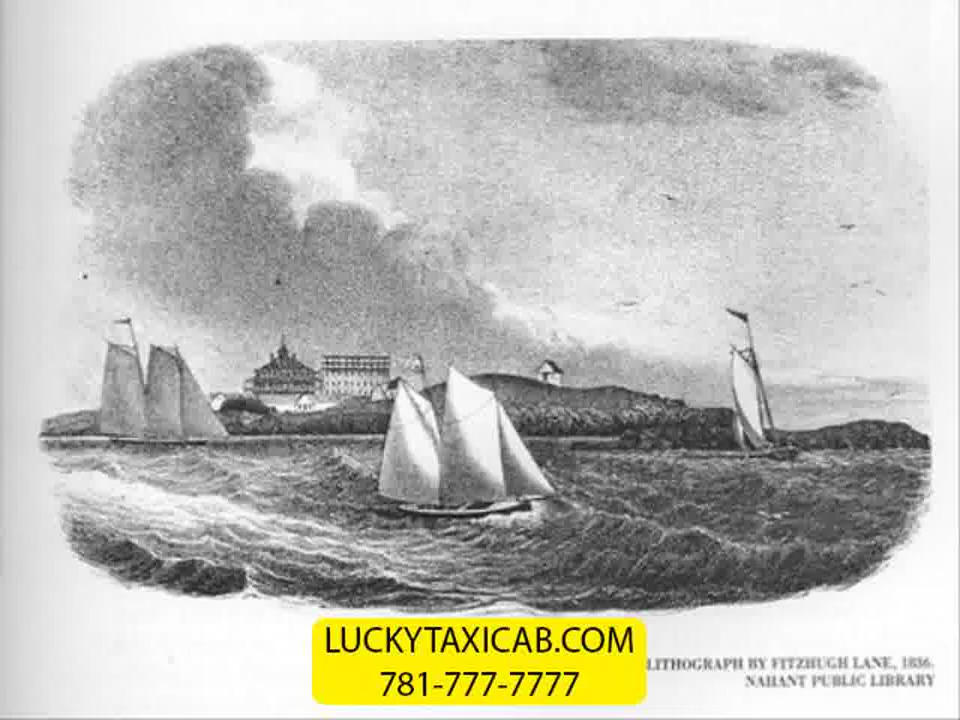 LUCKYTAXICAB.COM
781-777-7777
LITHOGRAPH BY FITZHUGH LANE, 1836.
NAHANT PUBLIC LIBRARY